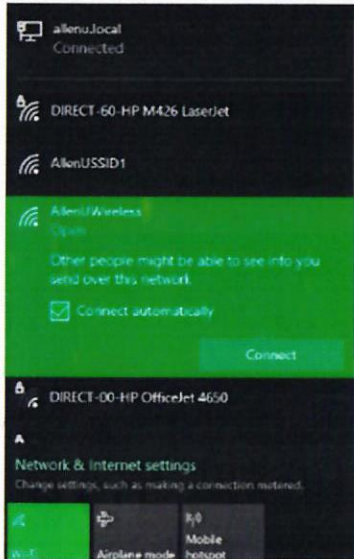 allenu.local
Connected
DIRECT-60-HP M426 LaserJet
AllenUSSID1
AllenUWireless
Open
Other people might be able to see info you
send over this network
Connect automatically
Connect
DIRECT-00-HP OfficeJet 4650
Network & Internet settings
Change settings, such as making a connection metered.
Wi-Fi
Airplane mode
Mobile
hotspot